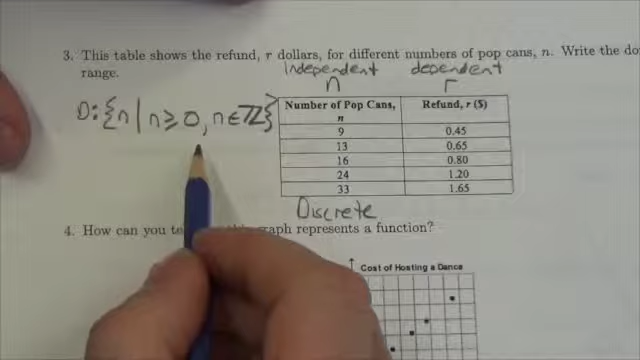 3. This table shows the refund, r dollars, for different numbers of pop cans, n. Write the do
range.
independent dependent
n r
D: {n | n ≥ 0, n ∈ ℤ}
Number of Pop Cans, n Refund, r ($)
9 0.45
13 0.65
16 0.80
24 1.20
33 1.65
Discrete
4. How can you te graph represents a function?
Cost of Hosting a Dance